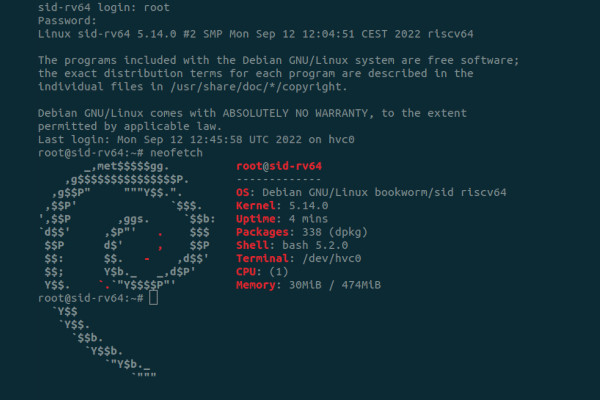 sid-rv64 login: root
Password:
Linux sid-rv64 5.14.0 #2 SMP Mon Sep 12 12:04:51 CEST 2022 riscv64

The programs included with the Debian GNU/Linux system are free software;
the exact distribution terms for each program are described in the
individual files in /usr/share/doc/*/copyright.

Debian GNU/Linux comes with ABSOLUTELY NO WARRANTY, to the extent
permitted by applicable law.
Last login: Mon Sep 12 12:45:58 UTC 2022 on hvc0
root@sid-rv64:~# neofetch
       _,met$$$$$gg.          root@sid-rv64
    ,g$$$$$$$$$$$$$$$P.       -------------
  ,g$$P"     """Y$$.".        OS: Debian GNU/Linux bookworm/sid riscv64
 ,$$P'              `$$$.     Kernel: 5.14.0
',$$P       ,ggs.     `$$b:   Uptime: 4 mins
`d$$'     ,$P"'   .    $$$    Packages: 338 (dpkg)
 $$P      d$'     ,    $$P    Shell: bash 5.2.0
 $$:      $$.   -    ,d$$'    Terminal: /dev/hvc0
 $$;      Y$b._   _,d$P'      CPU: (1)
 Y$$.    `.`"Y$$$$P"'         Memory: 30MiB / 474MiB
root@sid-rv64:~#
  `Y$$
   `Y$$.
     `$$b.
       `Y$$b.
          `"Y$b._
              `"""